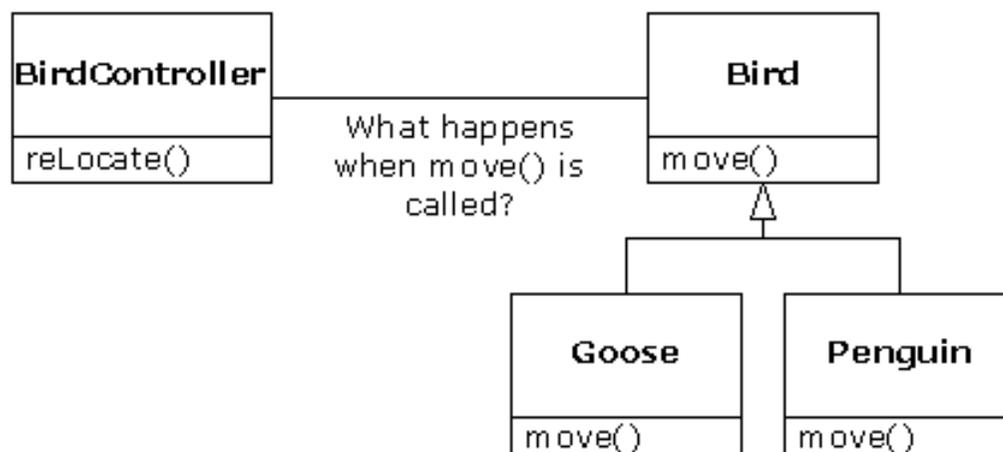 BirdController
reLocate()
What happens
when move() is
called?
Bird
move()
Goose
move()
Penguin
move()